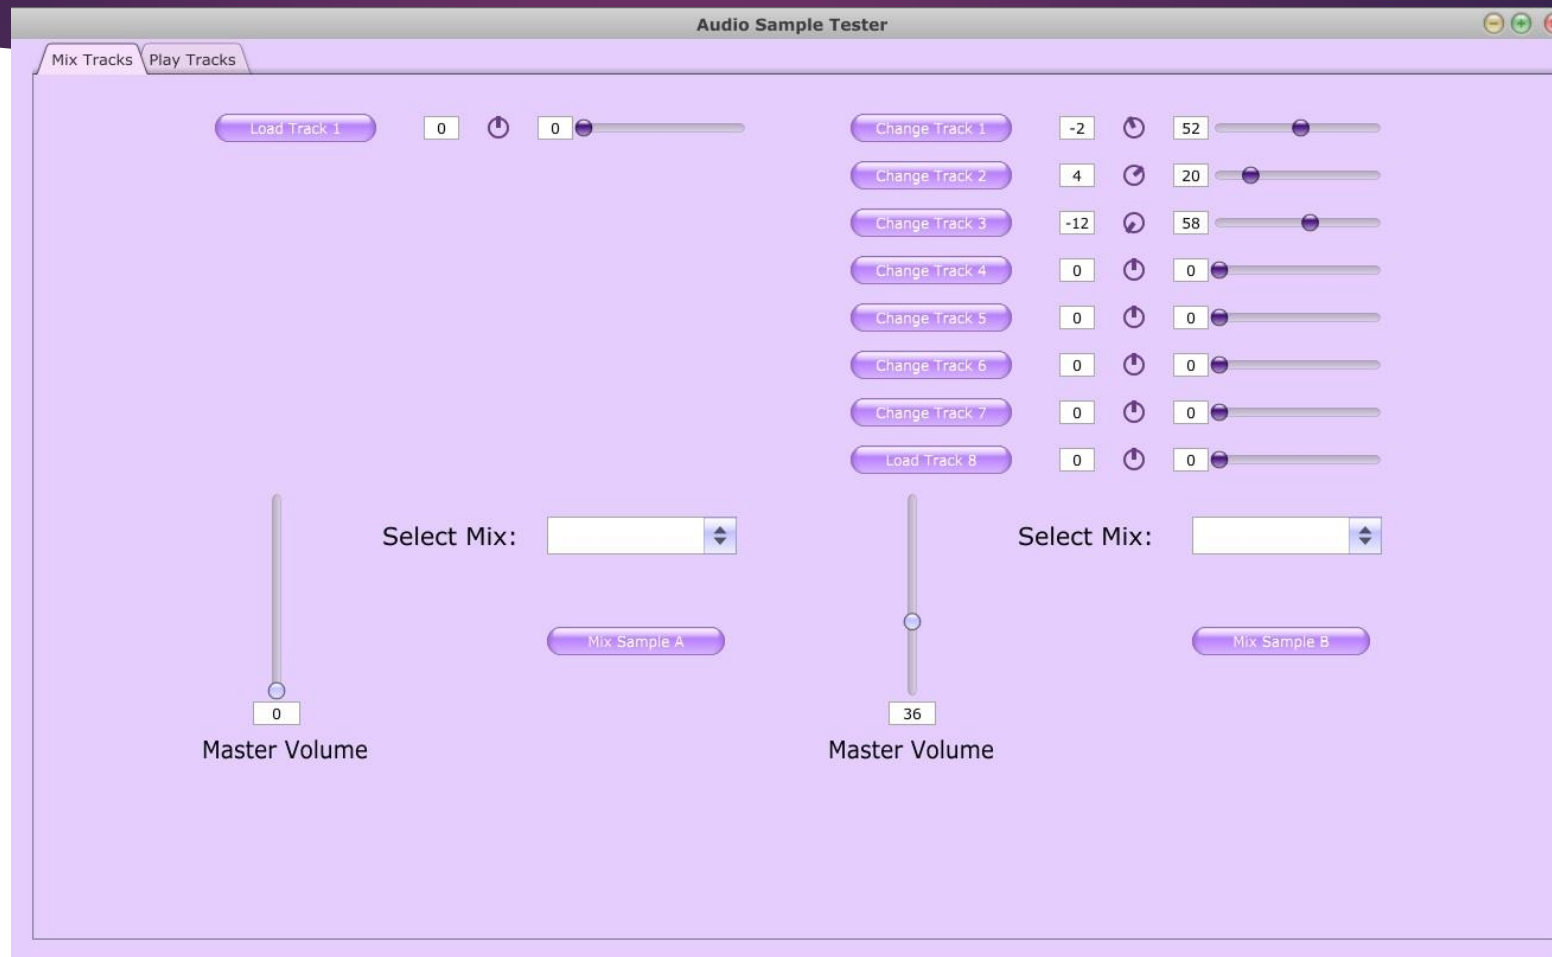 Audio Sample Tester
Mix Tracks Play Tracks
Load Track 1 0 0
Change Track 1 -2 52
Change Track 2 4 20
Change Track 3 -12 58
Change Track 4 0 0
Change Track 5 0 0
Change Track 6 0 0
Change Track 7 0 0
Load Track 8 0 0
Select Mix:
Mix Sample A
0
Master Volume
Select Mix:
Mix Sample B
36
Master Volume